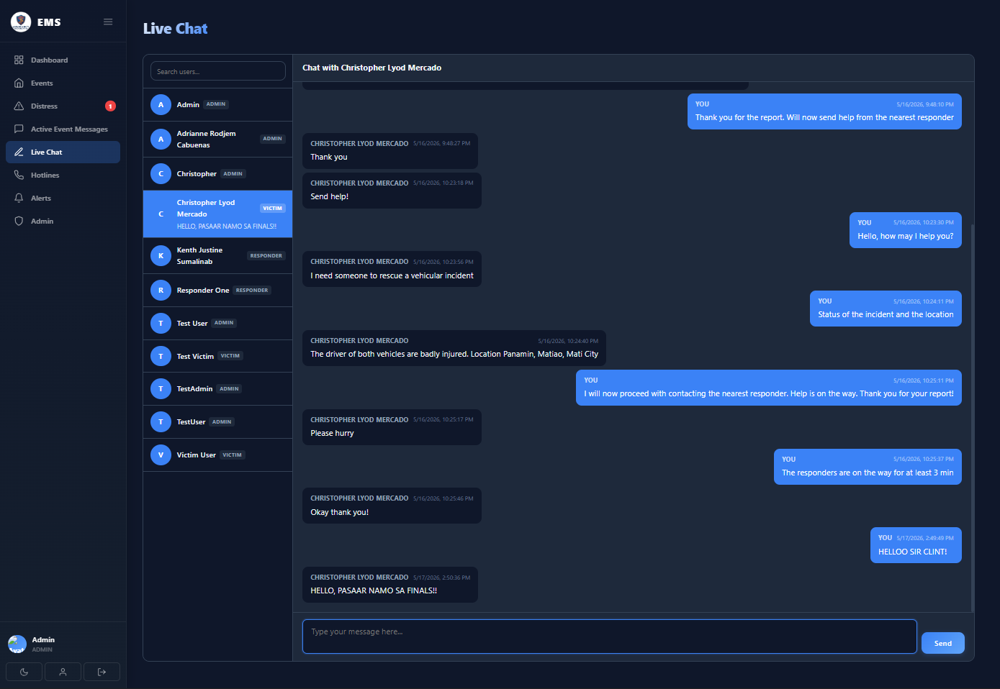 EMS
Dashboard
Events
Distress
1
Active Event Messages
Live Chat
Hotlines
Alerts
Admin
Admin
ADMIN
Live Chat
Search users...
A
Admin
ADMIN
A
Adrianne Rodjem
Cabuenas
ADMIN
C
Christopher
ADMIN
C
Christopher Lyod
Mercado
VICTIM
HELLO, PASAAR NAMO SA FINALS!!
K
Kenth Justine
Sumalinab
RESPONDER
R
Responder One
RESPONDER
T
Test User
ADMIN
T
Test Victim
VICTIM
T
TestAdmin
ADMIN
T
TestUser
ADMIN
V
Victim User
VICTIM
Chat with Christopher Lyod Mercado
YOU 5/16/2026, 9:48:10 PM
Thank you for the report. Will now send help from the nearest responder
CHRISTOPHER LYOD MERCADO 5/16/2026, 9:48:27 PM
Thank you
CHRISTOPHER LYOD MERCADO 5/16/2026, 10:23:18 PM
Send help!
YOU 5/16/2026, 10:23:30 PM
Hello, how may I help you?
CHRISTOPHER LYOD MERCADO 5/16/2026, 10:23:56 PM
I need someone to rescue a vehicular incident
YOU 5/16/2026, 10:24:11 PM
Status of the incident and the location
CHRISTOPHER LYOD MERCADO 5/16/2026, 10:24:40 PM
The driver of both vehicles are badly injured. Location Panamin, Matiao, Mati City
YOU 5/16/2026, 10:25:11 PM
I will now proceed with contacting the nearest responder. Help is on the way. Thank you for your report!
CHRISTOPHER LYOD MERCADO 5/16/2026, 10:25:17 PM
Please hurry
YOU 5/16/2026, 10:25:37 PM
The responders are on the way for at least 3 min
CHRISTOPHER LYOD MERCADO 5/16/2026, 10:25:46 PM
Okay thank you!
YOU 5/17/2026, 2:49:49 PM
HELLOO SIR CLINT!
CHRISTOPHER LYOD MERCADO 5/17/2026, 2:50:36 PM
HELLO, PASAAR NAMO SA FINALS!!
Type your message here...
Send